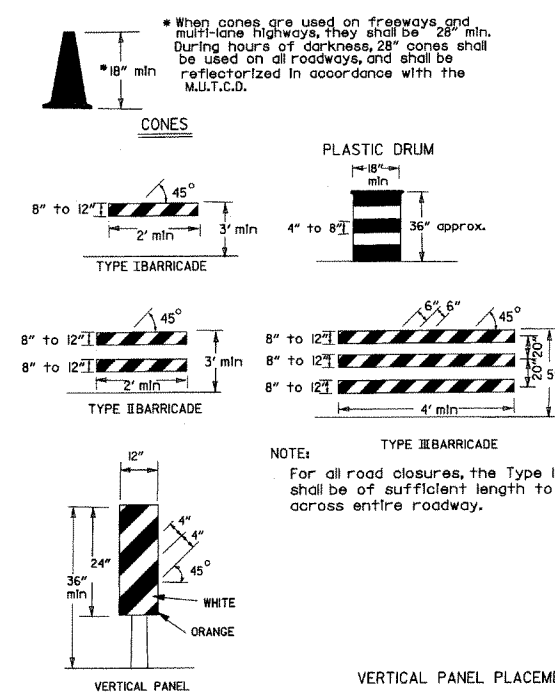 * When cones are used on freeways and
multi-lane highways, they shall be 28" min.
During hours of darkness, 28" cones shall
be used on all roadways, and shall be
reflectorized in accordance with the
M.U.T.C.D.
*18" min
CONES
PLASTIC DRUM
18"
min
4" to 8"
36" approx.
45°
8" to 12"
2' min
3' min
TYPE I BARRICADE
45°
8" to 12"
8" to 12"
2' min
3' min
TYPE II BARRICADE
6" 6"
45°
8" to 12"
8" to 12"
8" to 12"
20"
20"
5
4' min
TYPE III BARRICADE
NOTE:
For all road closures, the Type I
shall be of sufficient length to
across entire roadway.
12"
4"
4"
24"
36"
min
45°
WHITE
ORANGE
VERTICAL PANEL
VERTICAL PANEL PLACEME